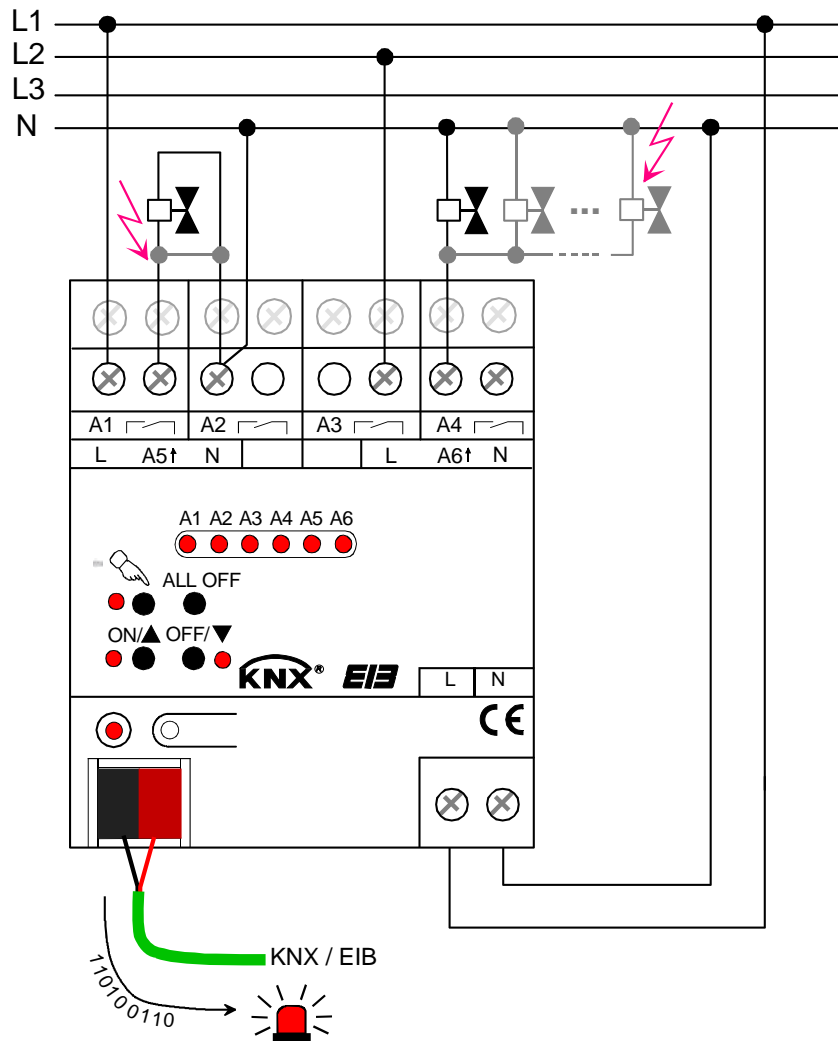 L1
L2
L3
N
A1 A2 A3 A4
L A5↑ N L A6↑ N
A1 A2 A3 A4 A5 A6
ALL OFF
ON/▲ OFF/▼
KNX® EIB
L N
CE
KNX / EIB
110100110